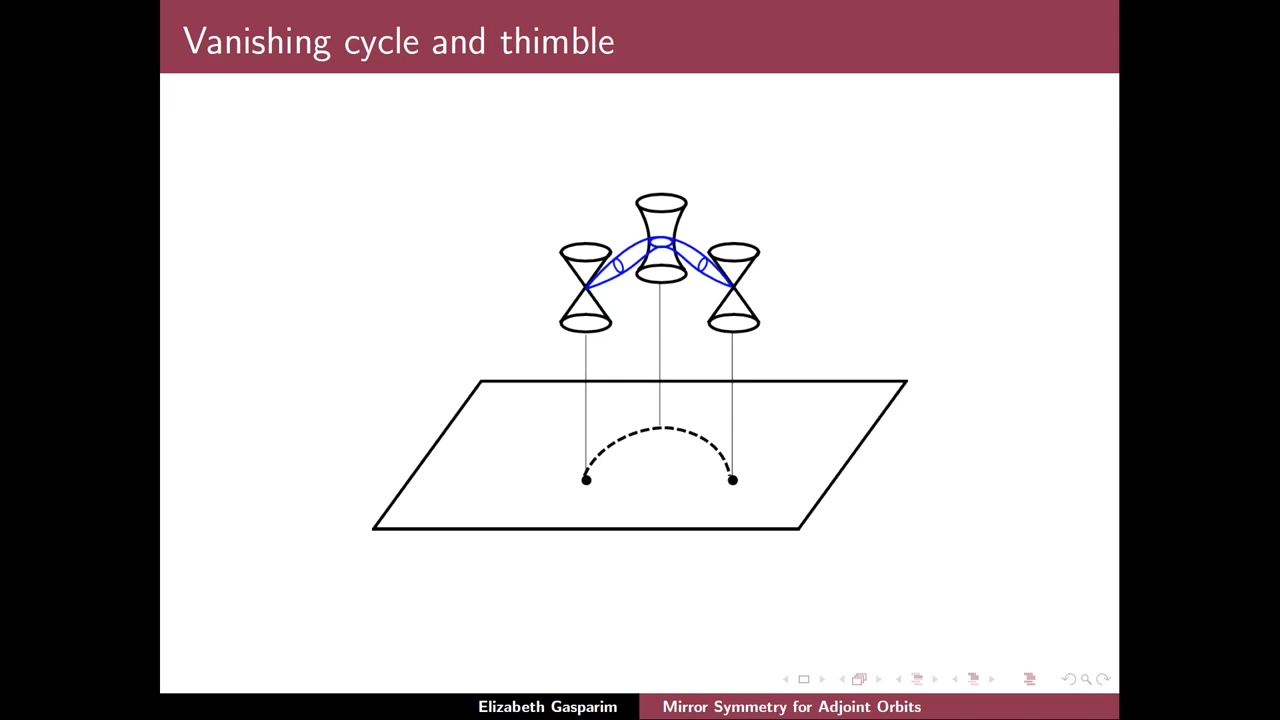 Vanishing cycle and thimble
Elizabeth Gasparim
Mirror Symmetry for Adjoint Orbits